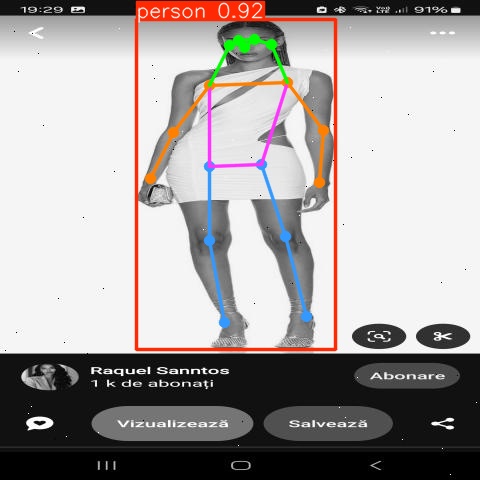 19:29
91%
person 0.92
Raquel Sanntos
1 k de abonați
Abonare
Vizualizează
Salvează